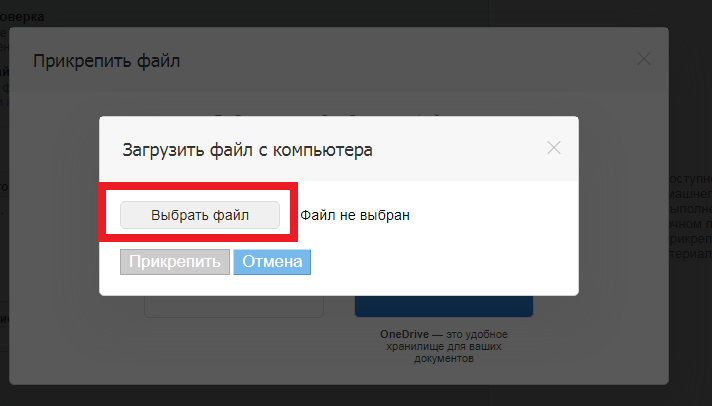 оверка
Прикрепить файл
Загрузить файл с компьютера
Выбрать файл
Файл не выбран
Прикрепить
Отмена
OneDrive — это удобное
хранилище для ваших
документов